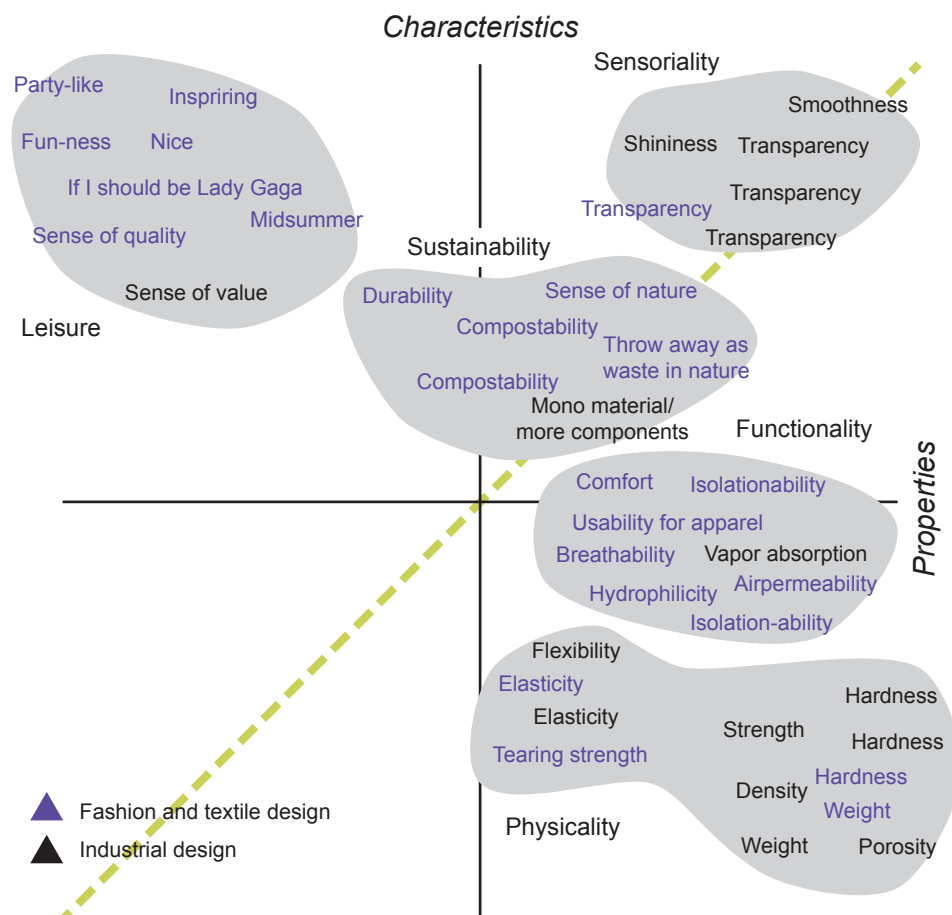 Characteristics
Sensoriality
Party-like
Inspriring
Smoothness
Fun-ness
Nice
Shininess
Transparency
If I should be Lady Gaga
Transparency
Midsummer
Transparency
Sense of quality
Transparency
Sustainability
Sense of value
Durability
Sense of nature
Leisure
Compostability
Throw away as
waste in nature
Compostability
Mono material/
more components
Functionality
Properties
Comfort
Isolationability
Usability for apparel
Breathability
Vapor absorption
Hydrophilicity
Airpermeability
Isolation-ability
Flexibility
Elasticity
Hardness
Elasticity
Strength
Hardness
Tearing strength
Density
Hardness
Weight
Physicality
Weight
Porosity
Fashion and textile design
Industrial design